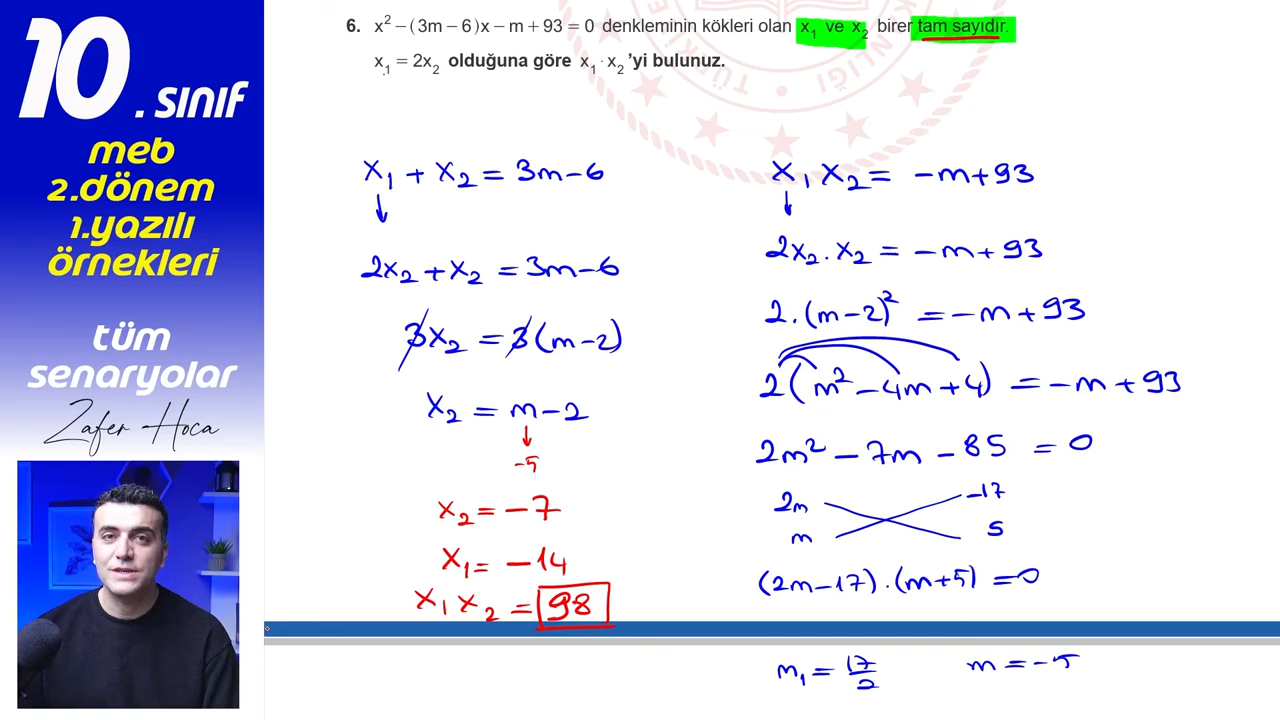 10. SINIF
meb
2.dönem
1.yazılı
örnekleri
tüm
senaryolar
Zafer Hoca
6. x² − (3m − 6)x − m + 93 = 0 denkleminin kökleri olan x₁ ve x₂ birer tam sayıdır.
x₁ = 2x₂ olduğuna göre x₁ · x₂ 'yi bulunuz.
x₁ + x₂ = 3m − 6
↓
2x₂ + x₂ = 3m − 6
3x₂ = 3(m − 2)
x₂ = m − 2
↓
−5
x₂ = −7
x₁ = −14
x₁ x₂ = 98
x₁ x₂ = −m + 93
↓
2x₂ . x₂ = −m + 93
2.(m − 2)² = −m + 93
2(m² − 4m + 4) = −m + 93
2m² − 7m − 85 = 0
2m −17
m 5
(2m − 17).(m + 5) = 0
m₁ = 17/2 m = −5